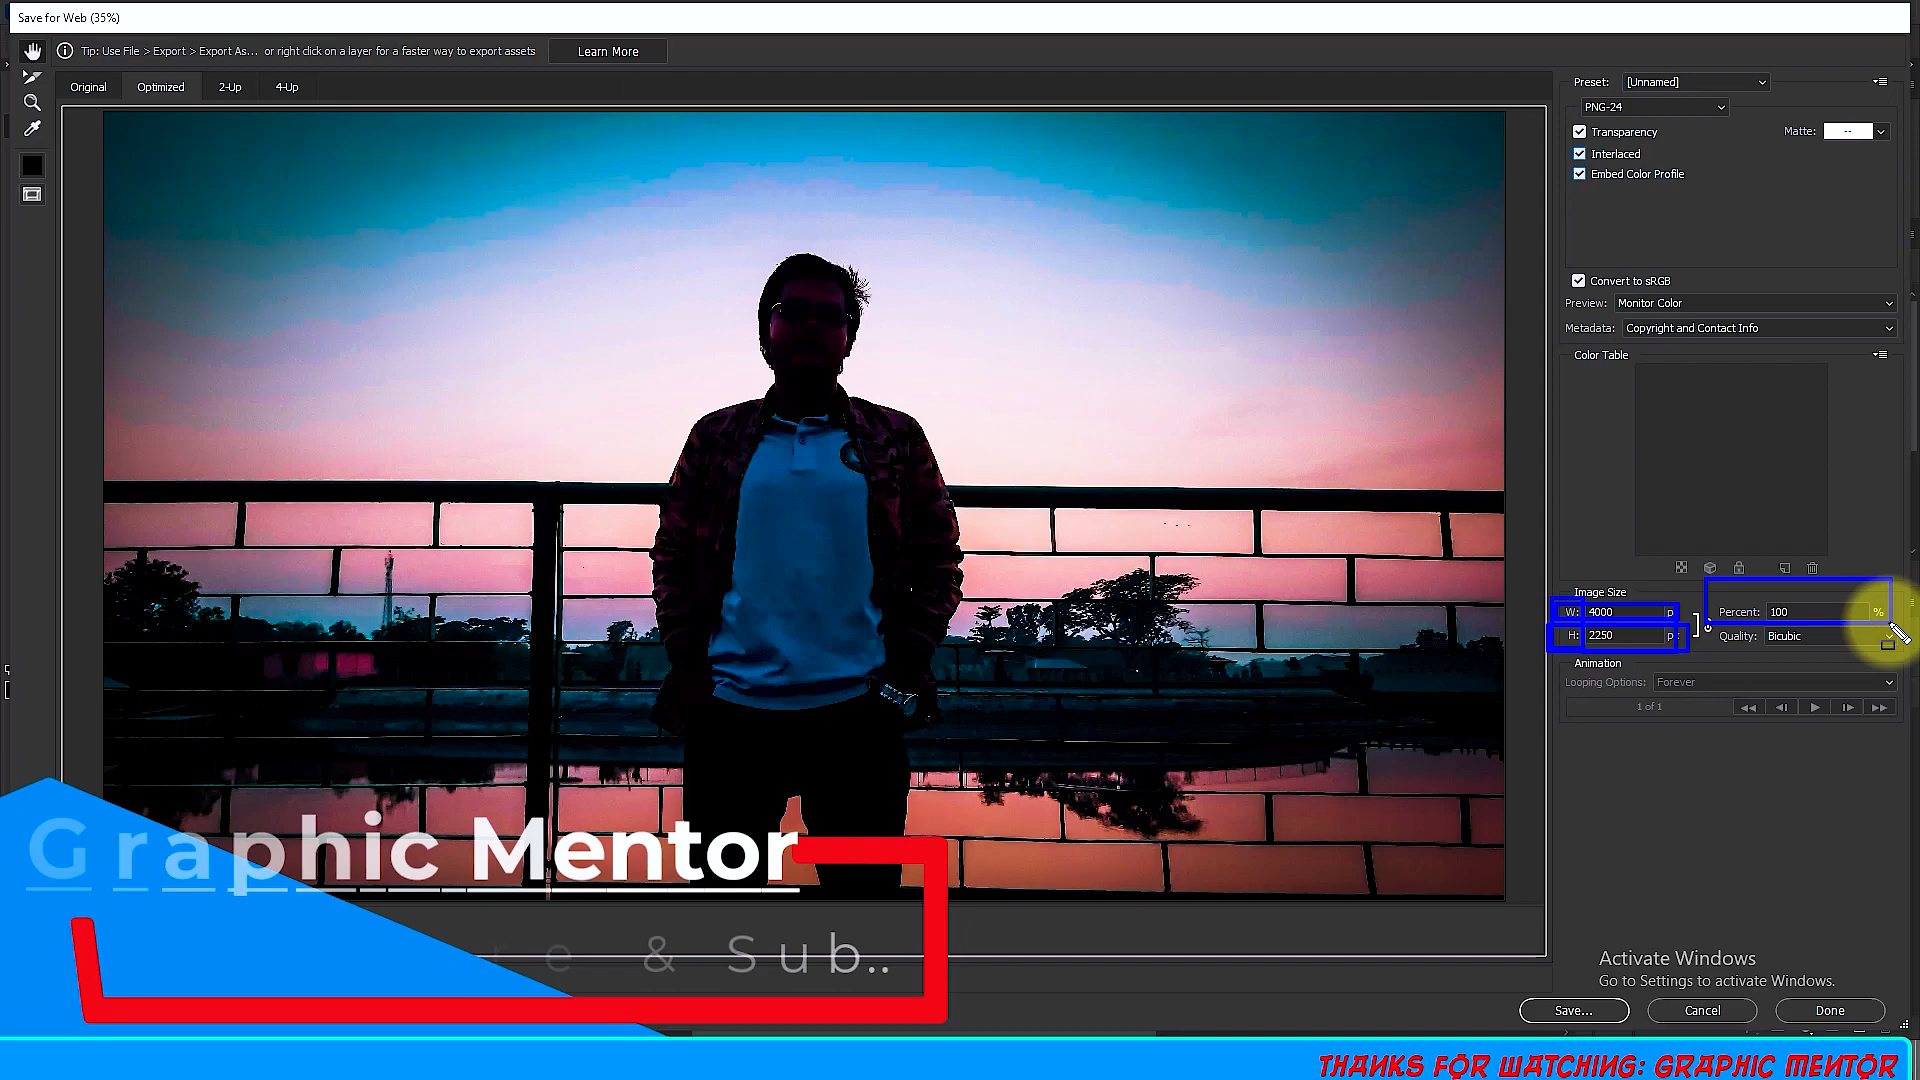 Save for Web (35%)
Tip: Use File > Export > Export As... or right click on a layer for a faster way to export assets
Learn More
Original
Optimized
2-Up
4-Up
Preset: [Unnamed]
PNG-24
Transparency
Matte: --
Interlaced
Embed Color Profile
Convert to sRGB
Preview: Monitor Color
Metadata: Copyright and Contact Info
Color Table
Image Size
W: 4000 p
Percent: 100 %
H: 2250 p
Quality: Bicubic
Animation
Looping Options: Forever
1 of 1
Graphic Mentor
re & Sub..
Activate Windows
Go to Settings to activate Windows.
Save...
Cancel
Done
THANKS FOR WATCHING: GRAPHIC MENTOR